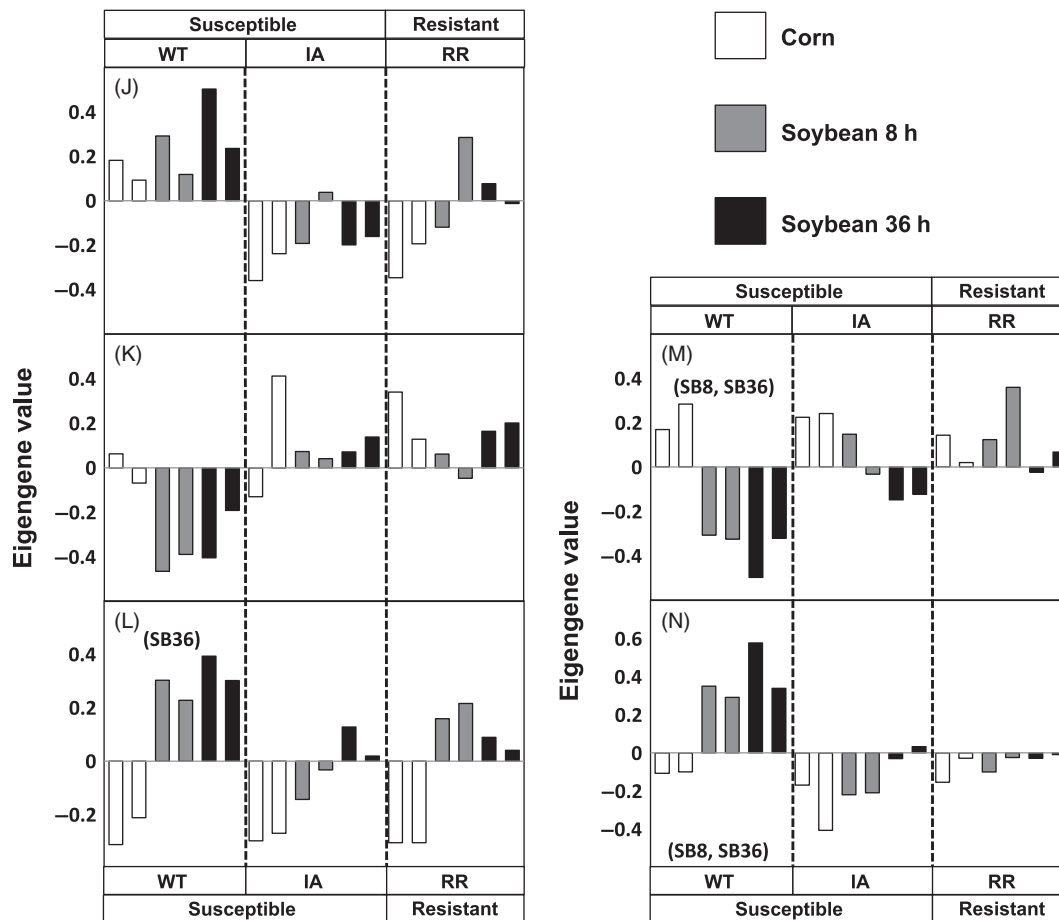 Susceptible Resistant
WT IA RR
(J)
0.4
0.2
0
−0.2
−0.4
(K)
0.4
0.2
0
−0.2
−0.4
(L)
(SB36)
0.4
0.2
0
−0.2
WT IA RR
Susceptible Resistant
Eigengene value
Corn
Soybean 8 h
Soybean 36 h
Susceptible Resistant
WT IA RR
(M)
(SB8, SB36)
0.4
0.2
0
−0.2
−0.4
(N)
0.6
0.4
0.2
0
−0.2
−0.4
(SB8, SB36)
WT IA RR
Susceptible Resistant
Eigengene value